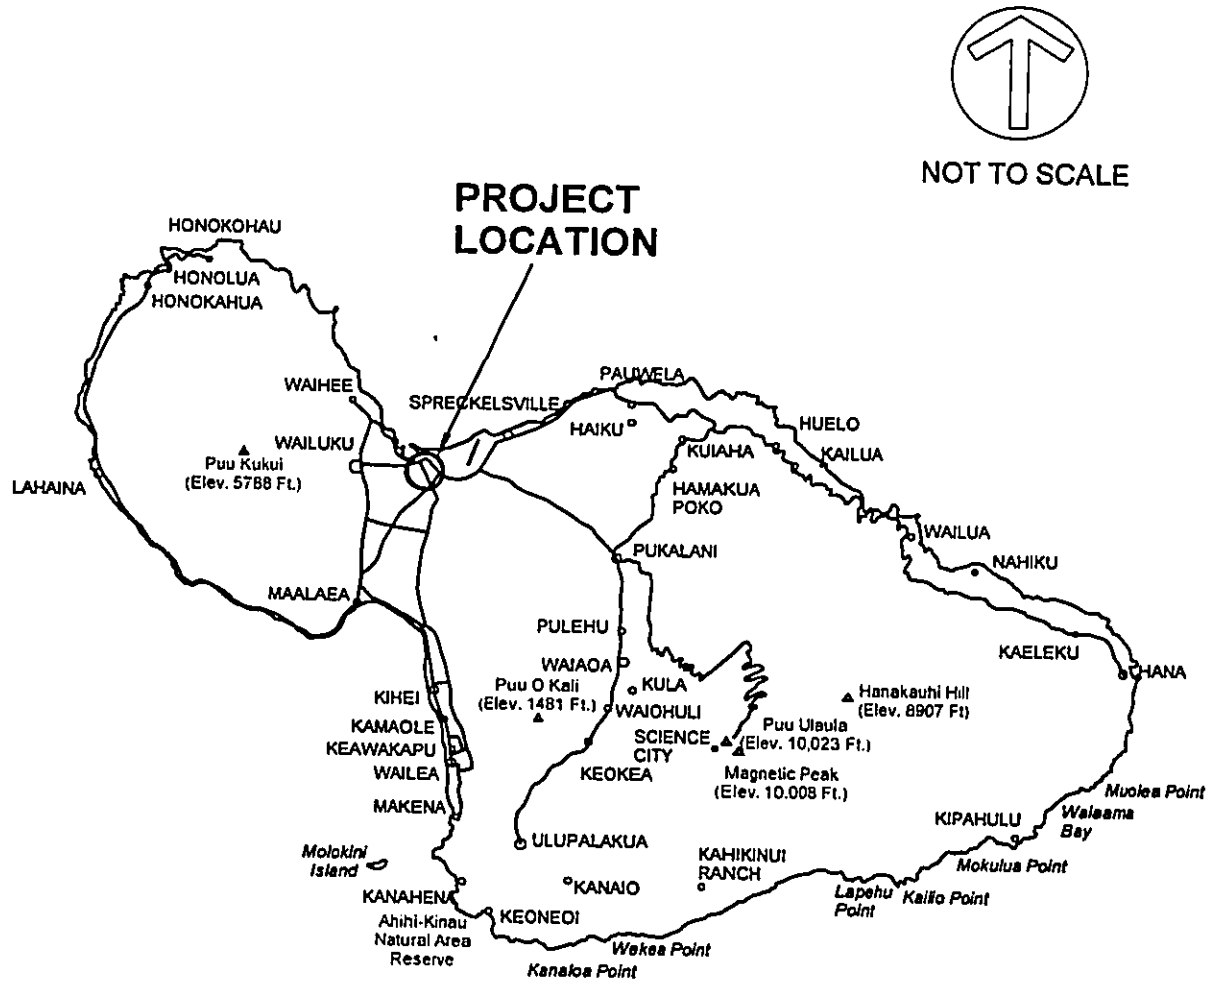 NOT TO SCALE
PROJECT
LOCATION
HONOKOHAU
HONOLUA
HONOKAHUA
WAIHEE
PAUWELA
SPRECKELSVILLE
HAIKU
HUELO
WAILUKU
KUIAHA
KAILUA
Puu Kukui
(Elev. 5788 Ft.)
LAHAINA
HAMAKUA
POKO
WAILUA
PUKALANI
NAHIKU
MAALAEA
PULEHU
KAELEKU
WAIAOA
HANA
Puu O Kali
(Elev. 1481 Ft.)
KULA
KIHEI
WAIOHULI
Hanakauhi Hill
(Elev. 8907 Ft)
KAMAOLE
Puu Ulaula
(Elev. 10,023 Ft.)
SCIENCE
CITY
KEAWAKAPU
WAILEA
KEOKEA
Magnetic Peak
(Elev. 10.008 Ft.)
MAKENA
Muolea Point
Walaama
Bay
KIPAHULU
ULUPALAKUA
Molokini
Island
KAHIKINUI
RANCH
Mokulua Point
KANAHENA
KANAIO
Lapehu
Point
Kailio Point
Ahihi-Kinau
Natural Area
Reserve
KEONEOI
Wekea Point
Kanaloa Point